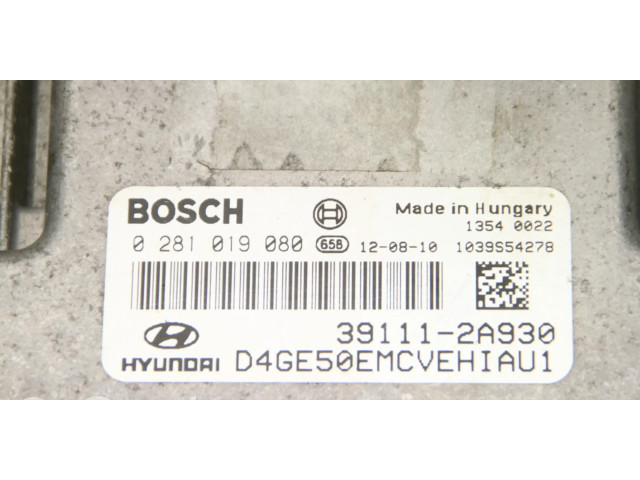 BOSCH
Made in Hungary
1354 0022
0 281 019 080 658 12-08-10 1039S54278
39111-2A930
HYUNDAI D4GE50EMCVEHIAU1